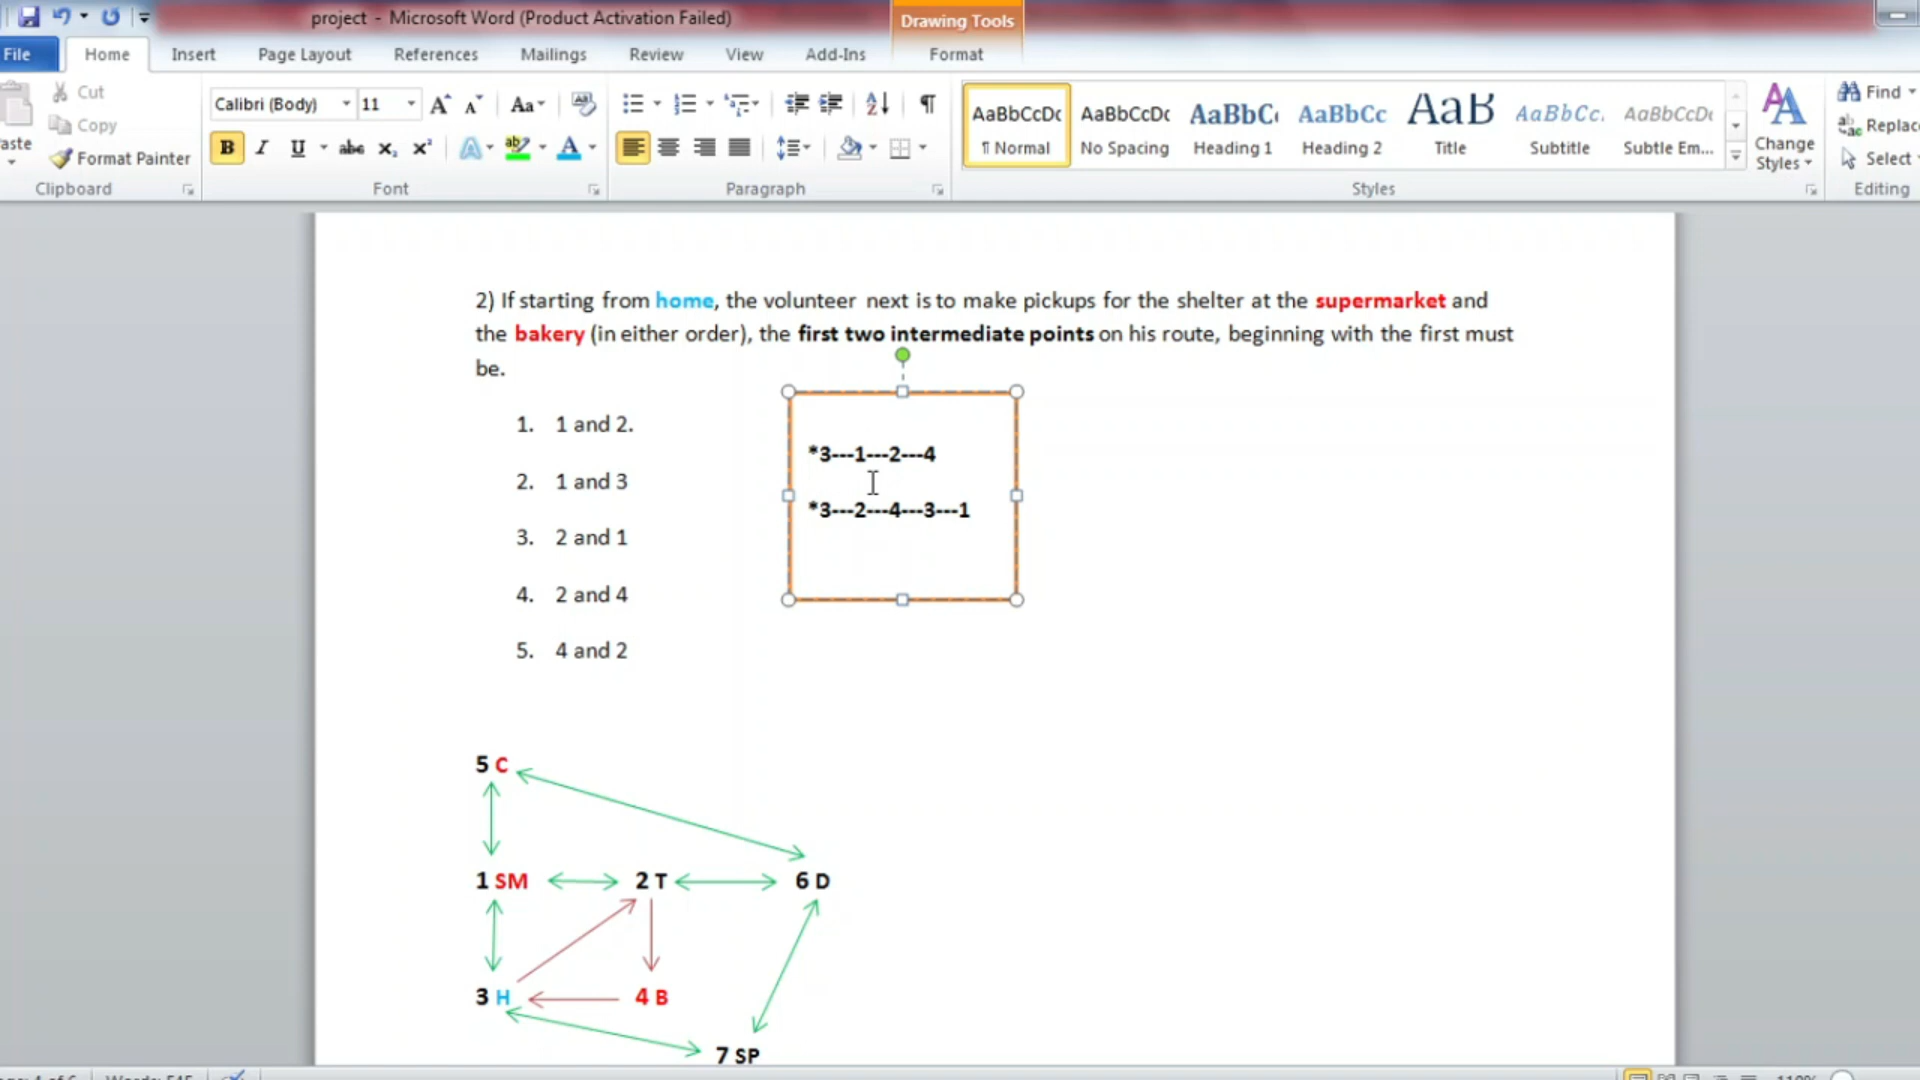 project - Microsoft Word (Product Activation Failed)
Drawing Tools
File Home Insert Page Layout References Mailings Review View Add-Ins Format
Cut
Copy
Format Painter
Clipboard
Calibri (Body) 11
Font
Paragraph
AaBbCcDc AaBbCcDc AaBbC AaBbCc AaB AaBbCc. AaBbCcDc
¶ Normal No Spacing Heading 1 Heading 2 Title Subtitle Subtle Em...
Styles
Change
Styles
Find
Replac
Select
Editing
2) If starting from home, the volunteer next is to make pickups for the shelter at the supermarket and
the bakery (in either order), the first two intermediate points on his route, beginning with the first must
be.
1. 1 and 2.
2. 1 and 3
3. 2 and 1
4. 2 and 4
5. 4 and 2
*3---1---2---4
*3---2---4---3---1
5 C
1 SM 2 T 6 D
3 H 4 B
7 SP